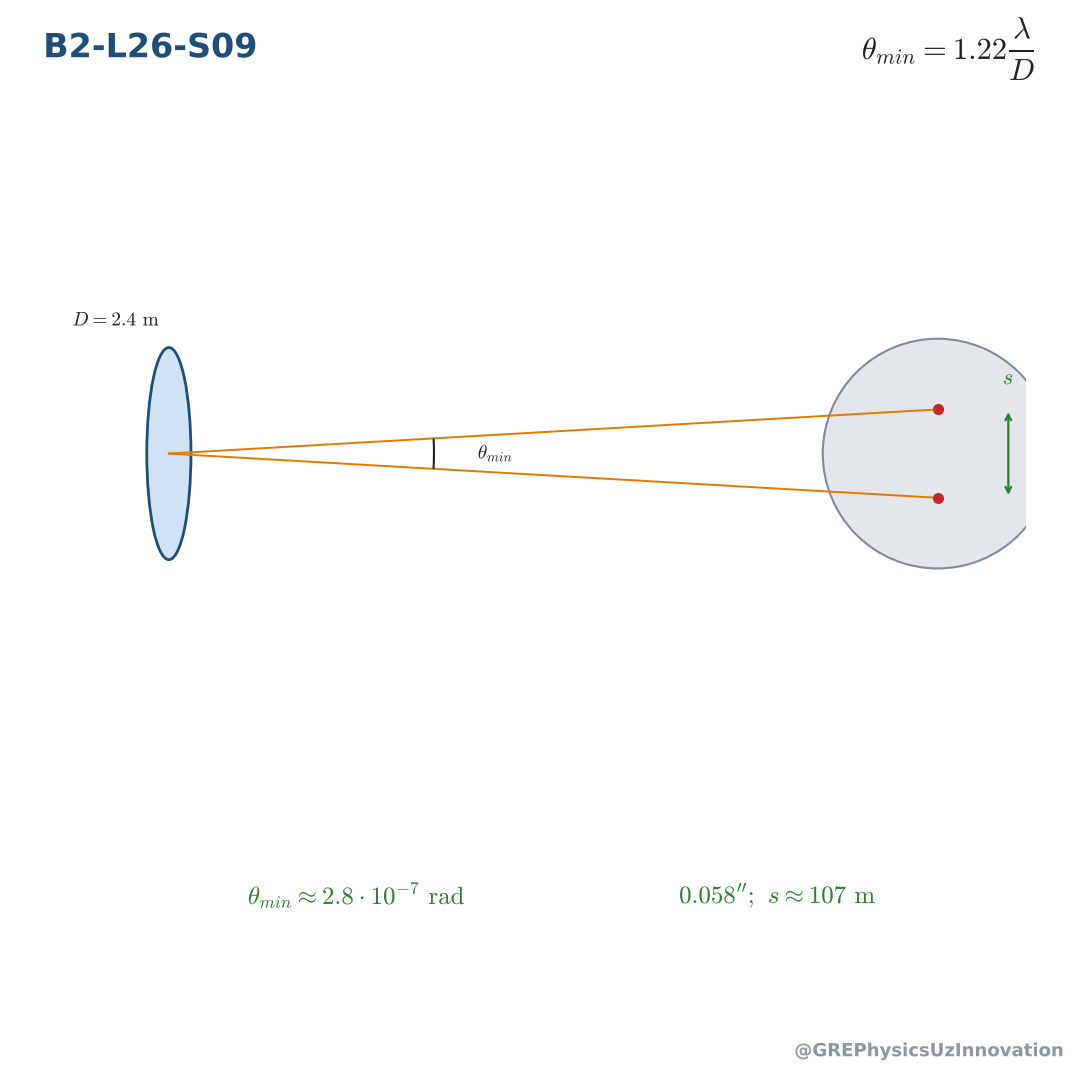 B2-L26-S09
θ_min = 1.22 λ/D
D = 2.4 m
s
θ_min
θ_min ≈ 2.8 · 10⁻⁷ rad
0.058″; s ≈ 107 m
@GREPhysicsUzInnovation